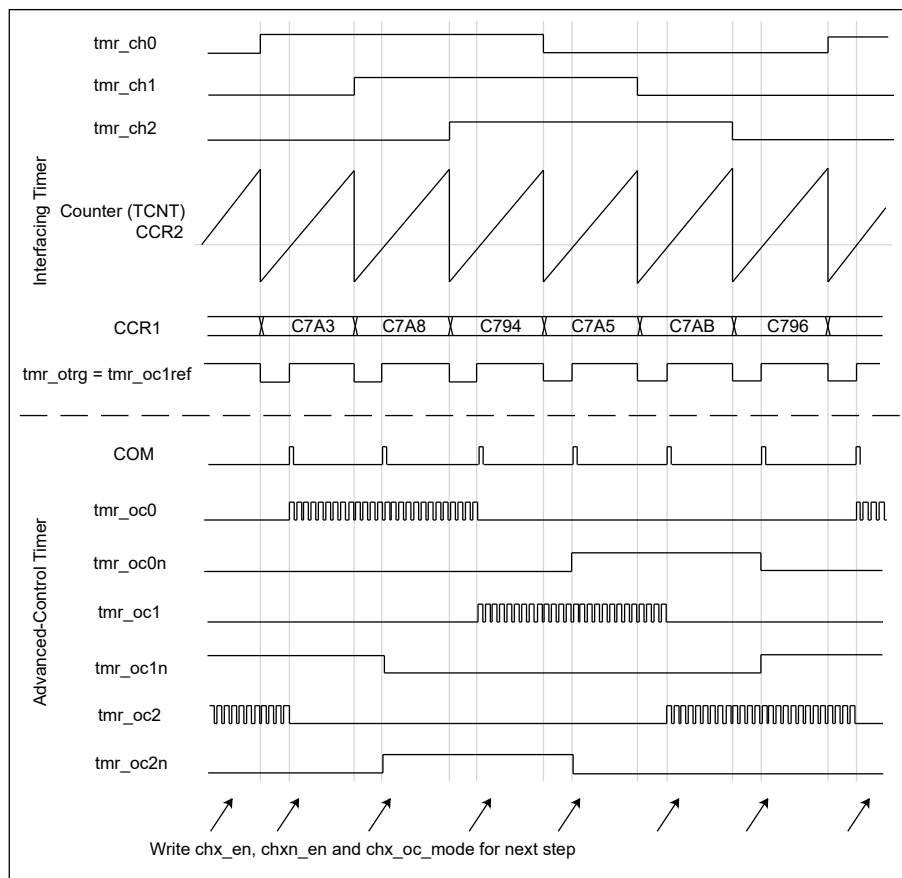 tmr_ch0
tmr_ch1
tmr_ch2
Interfacing Timer
Counter (TCNT)
CCR2
CCR1
C7A3 C7A8 C794 C7A5 C7AB C796
tmr_otrg = tmr_oc1ref
COM
tmr_oc0
tmr_oc0n
Advanced-Control Timer
tmr_oc1
tmr_oc1n
tmr_oc2
tmr_oc2n
Write chx_en, chxn_en and chx_oc_mode for next step